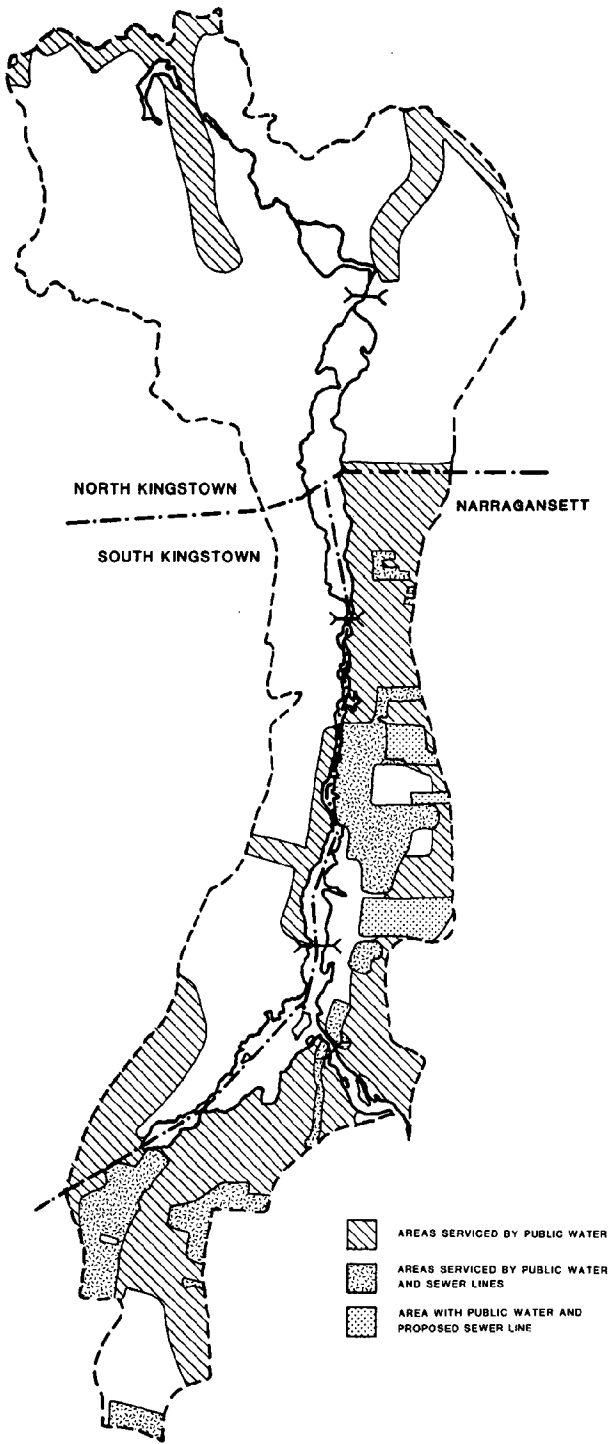 NORTH KINGSTOWN
NARRAGANSETT
SOUTH KINGSTOWN
AREAS SERVICED BY PUBLIC WATER
AREAS SERVICED BY PUBLIC WATER
AND SEWER LINES
AREA WITH PUBLIC WATER AND
PROPOSED SEWER LINE